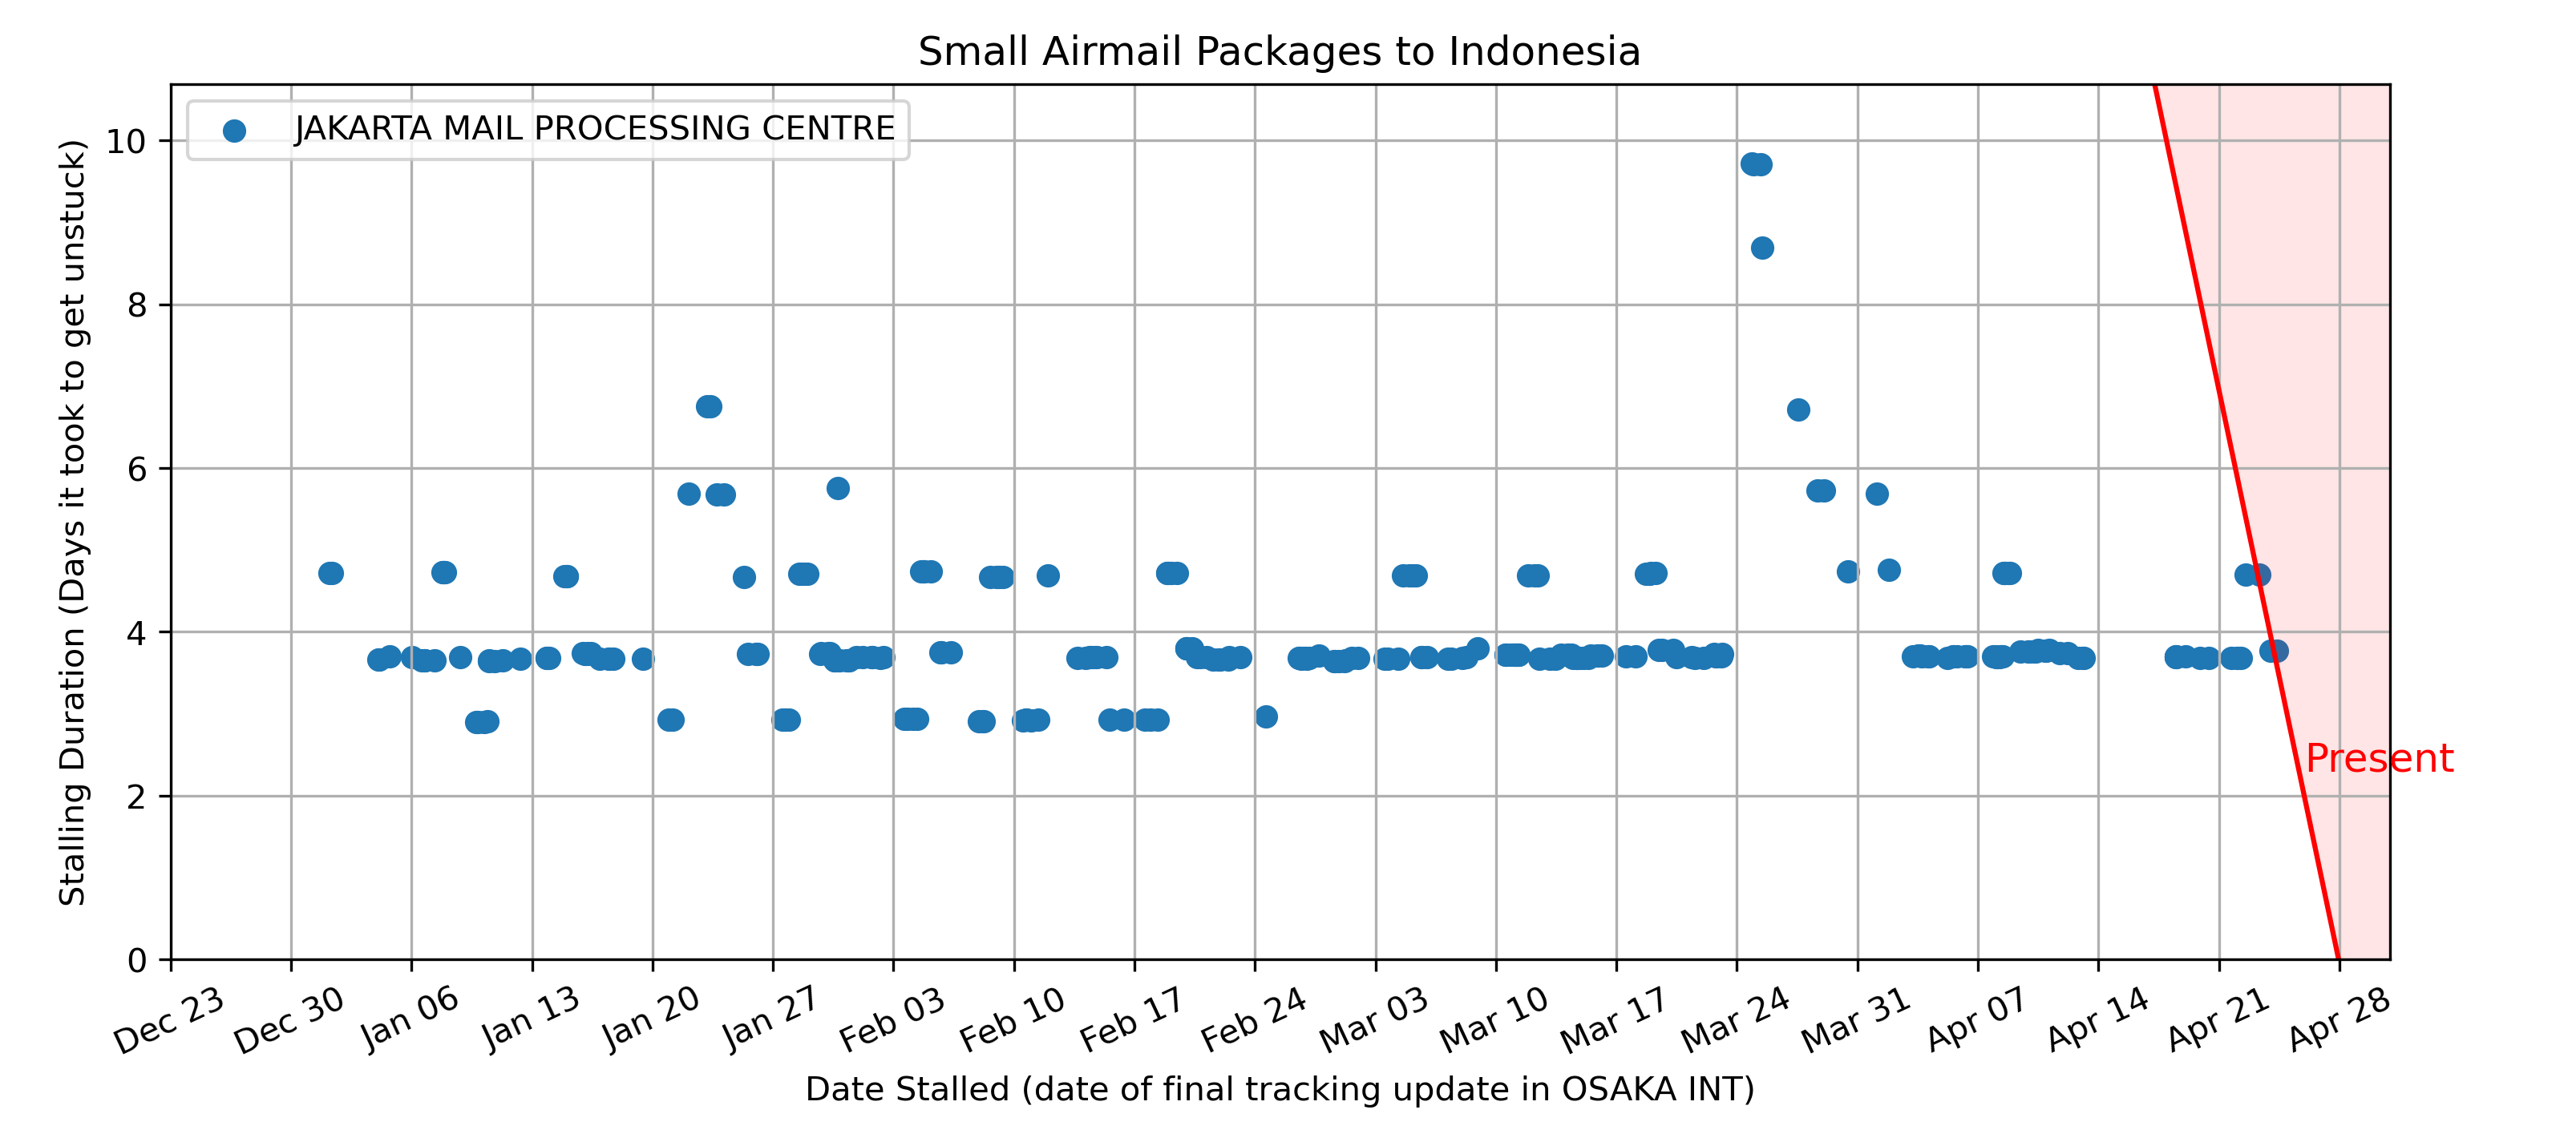 Small Airmail Packages to Indonesia
JAKARTA MAIL PROCESSING CENTRE
Stalling Duration (Days it took to get unstuck)
10
8
6
4
2
0
Present
Dec 23
Dec 30
Jan 06
Jan 13
Jan 20
Jan 27
Feb 03
Feb 10
Feb 17
Feb 24
Mar 03
Mar 10
Mar 17
Mar 24
Mar 31
Apr 07
Apr 14
Apr 21
Apr 28
Date Stalled (date of final tracking update in OSAKA INT)